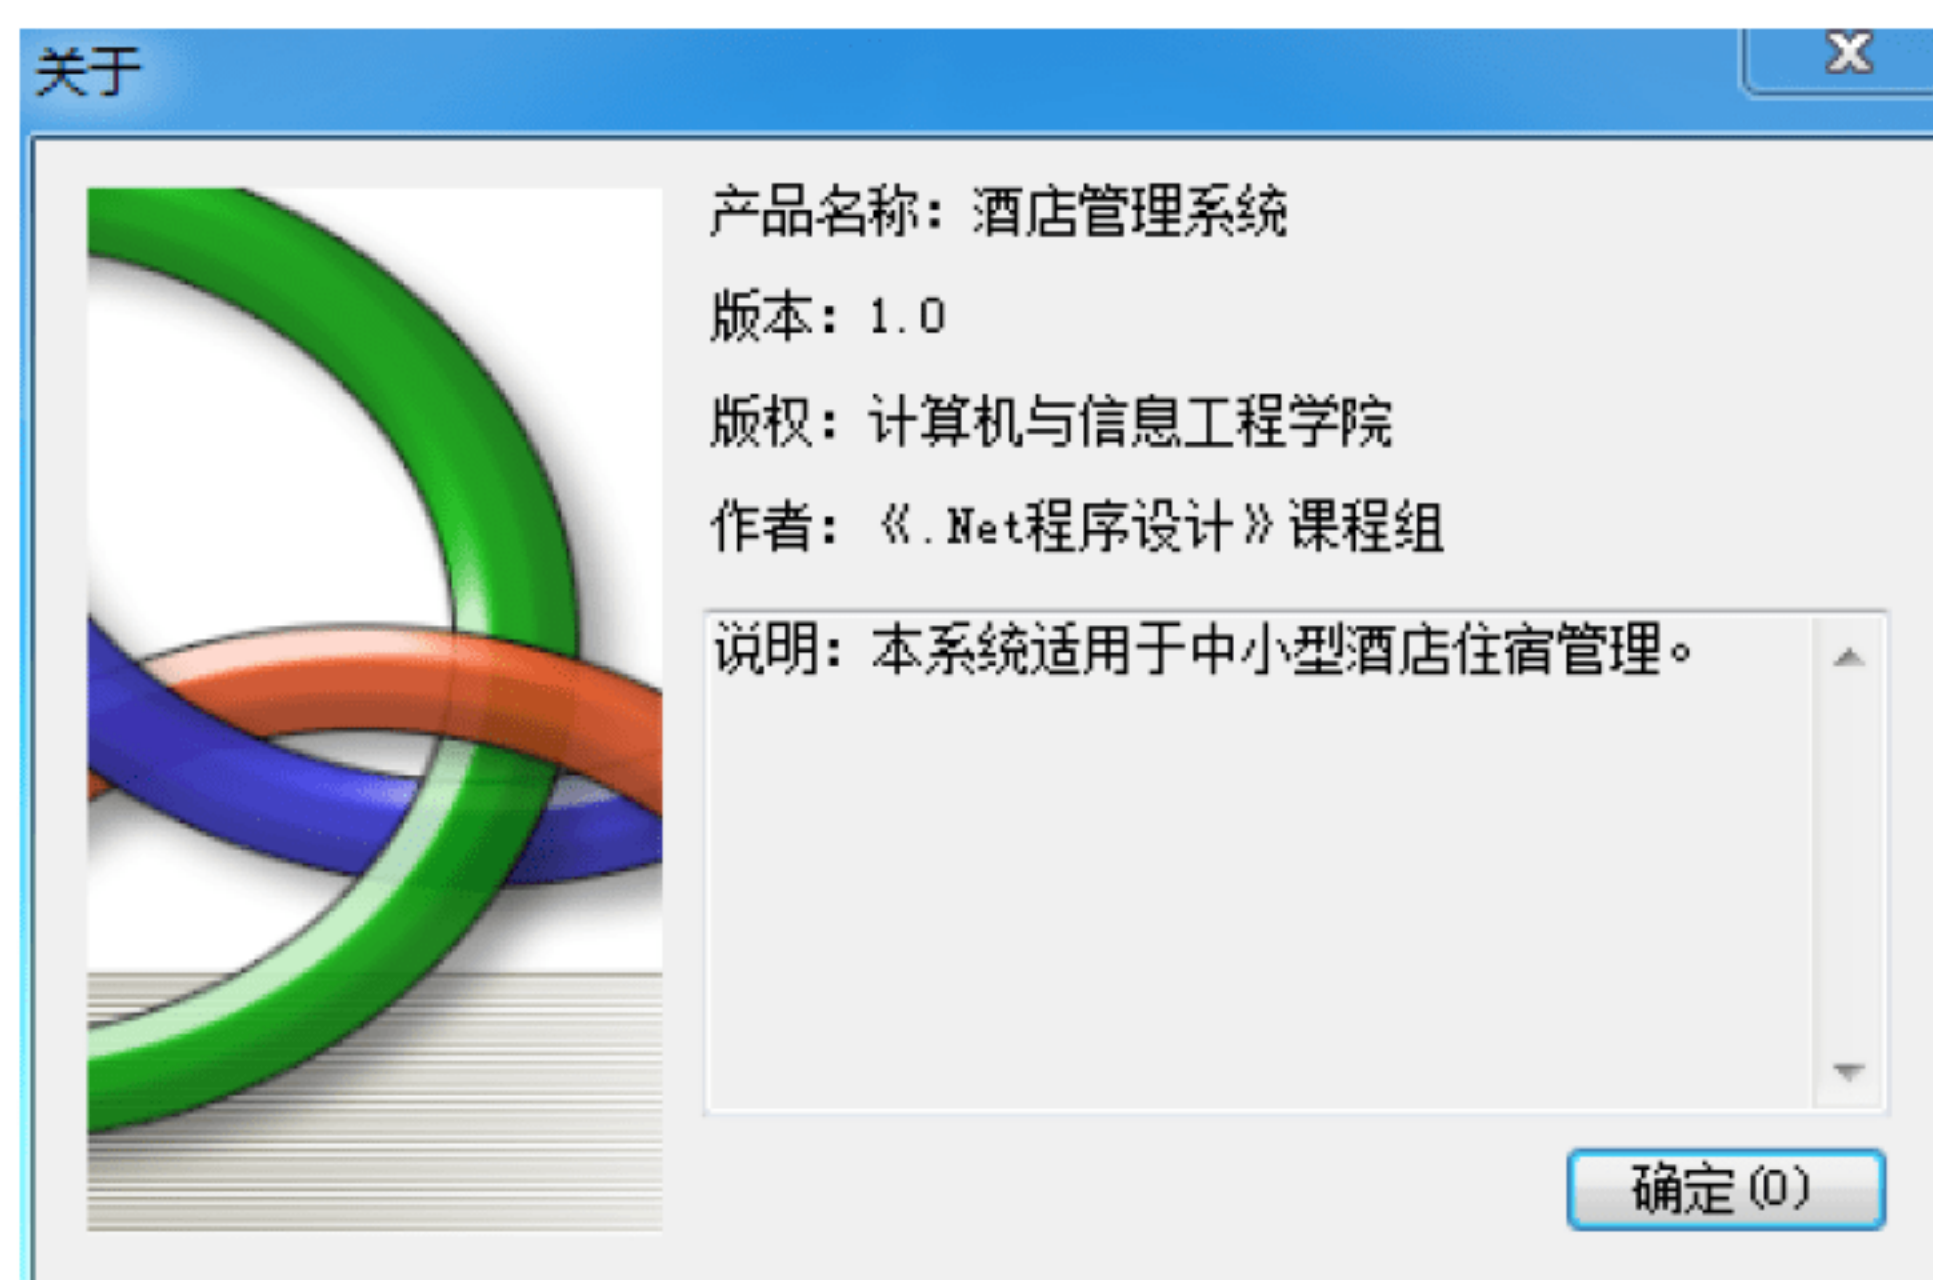 关于
产品名称：酒店管理系统
版本：1.0
版权：计算机与信息工程学院
作者：《.Net程序设计》课程组
说明：本系统适用于中小型酒店住宿管理。
确定(O)